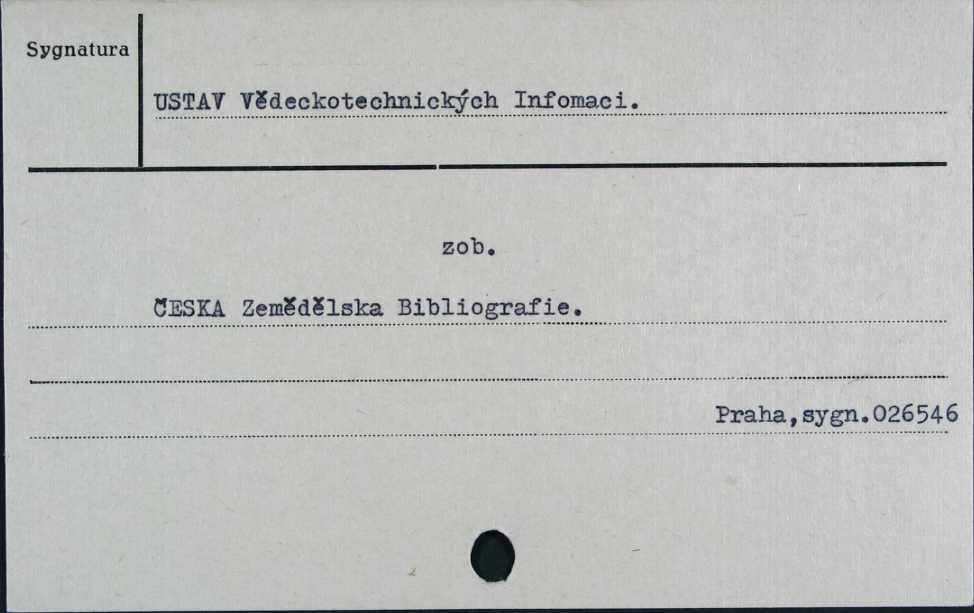 Sygnatura
USTAV Vědeckotechnických Infomaci.
zob.
ČESKA Zemědělska Bibliografie.
Praha,sygn.026546